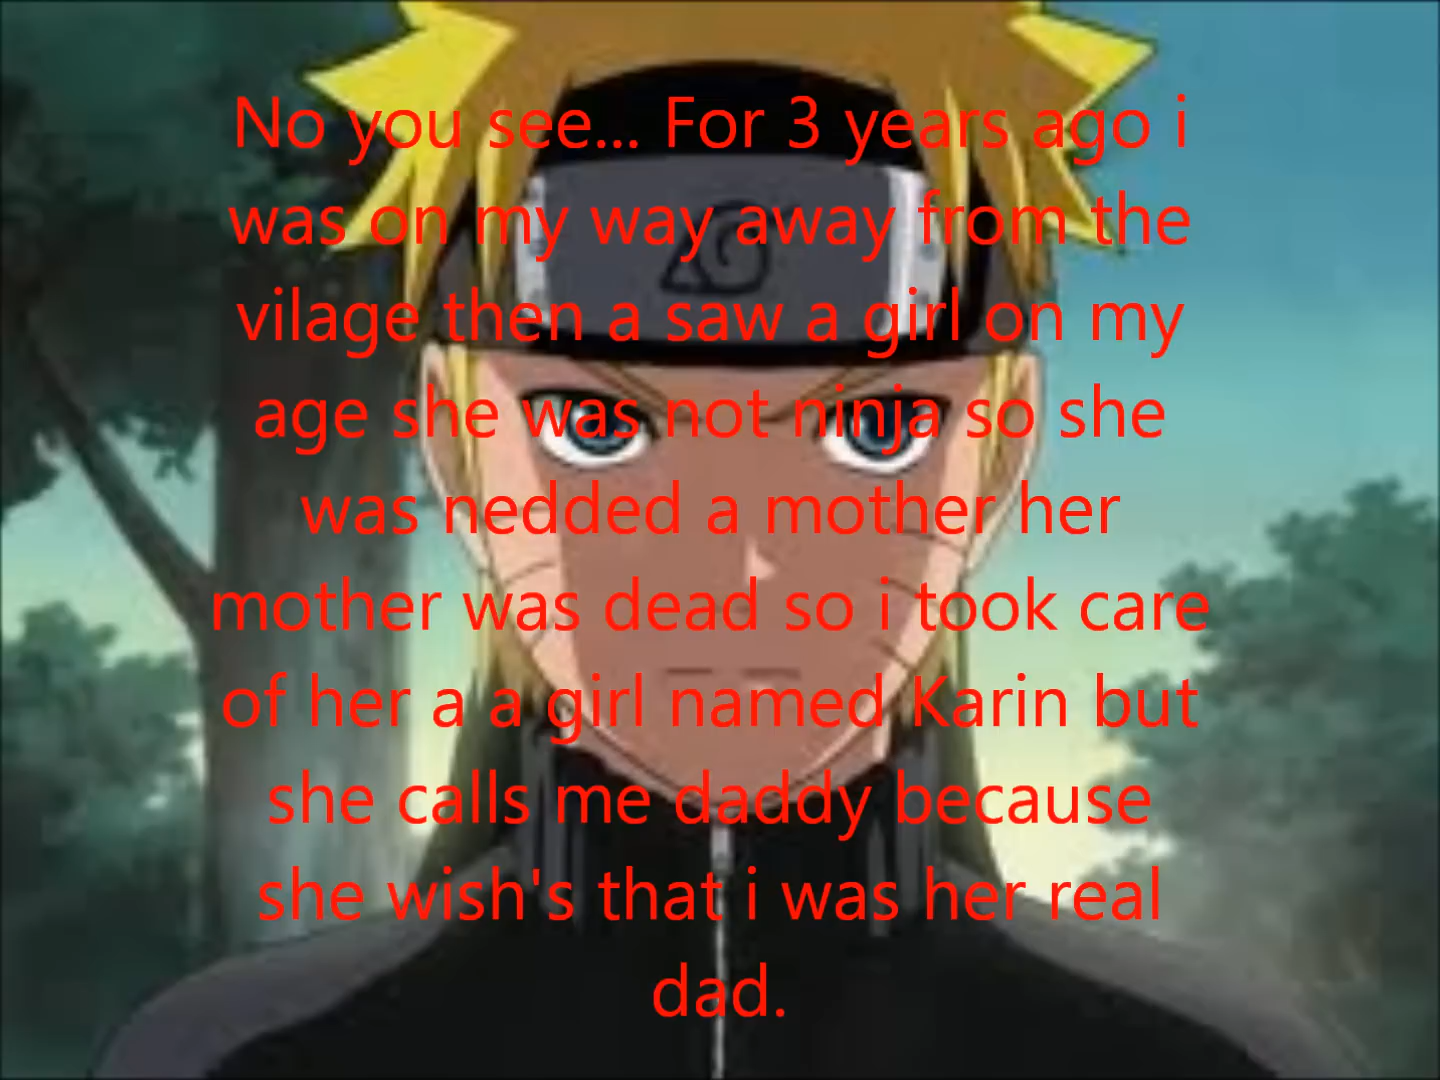 No you see... For 3 years ago i
was on my way away from the
vilage then a saw a girl on my
age she was not ninja so she
was nedded a mother her
mother was dead so i took care
of her a a girl named Karin but
she calls me daddy because
she wish's that i was her real
dad.